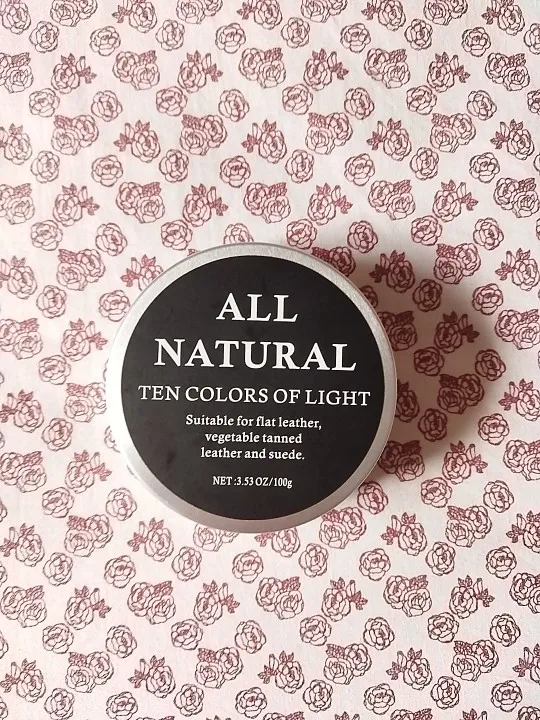 ALL
NATURAL
TEN COLORS OF LIGHT
Suitable for flat leather,
vegetable tanned
leather and suede.
NET :3.53 OZ/100g